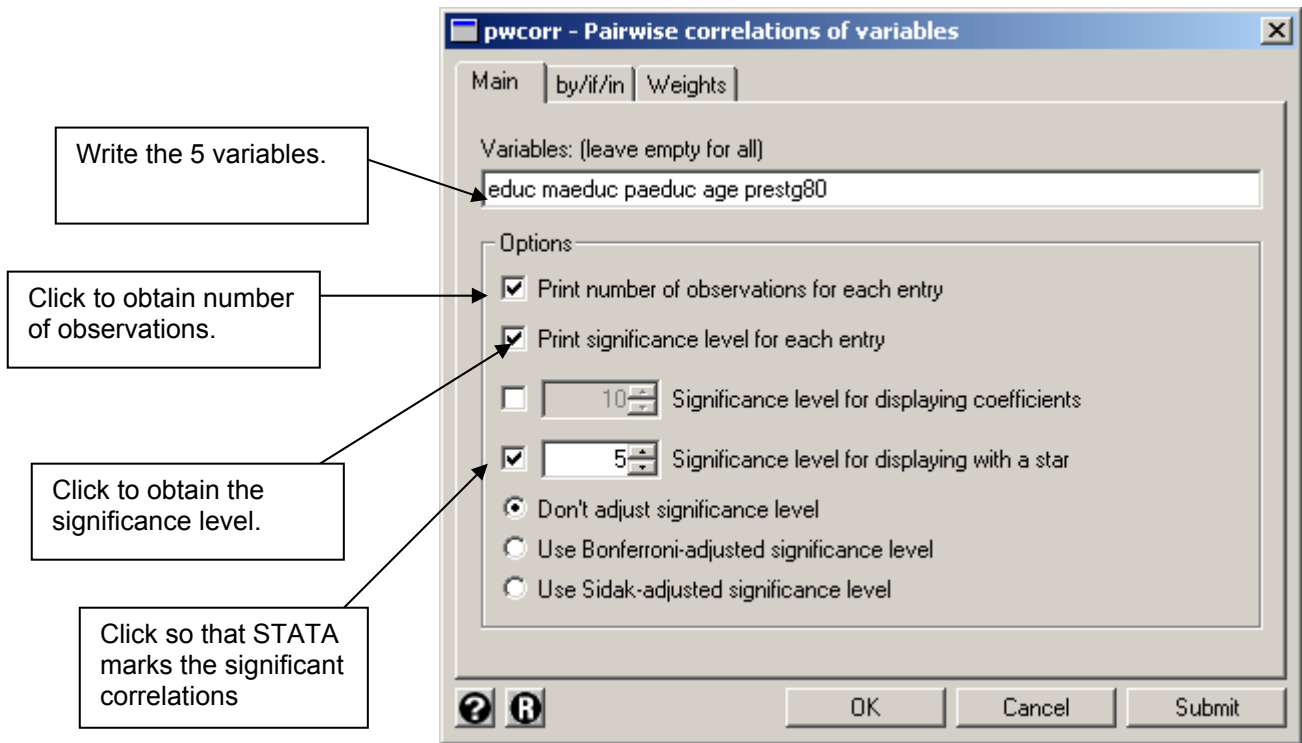 pwcorr - Pairwise correlations of variables
Main by/if/in Weights
Write the 5 variables.
Variables: (leave empty for all)
educ maeduc paeduc age prestg80
Options
Click to obtain number
of observations.
Print number of observations for each entry
Print significance level for each entry
10 Significance level for displaying coefficients
5 Significance level for displaying with a star
Click to obtain the
significance level.
Don't adjust significance level
Use Bonferroni-adjusted significance level
Use Sidak-adjusted significance level
Click so that STATA
marks the significant
correlations
? R OK Cancel Submit